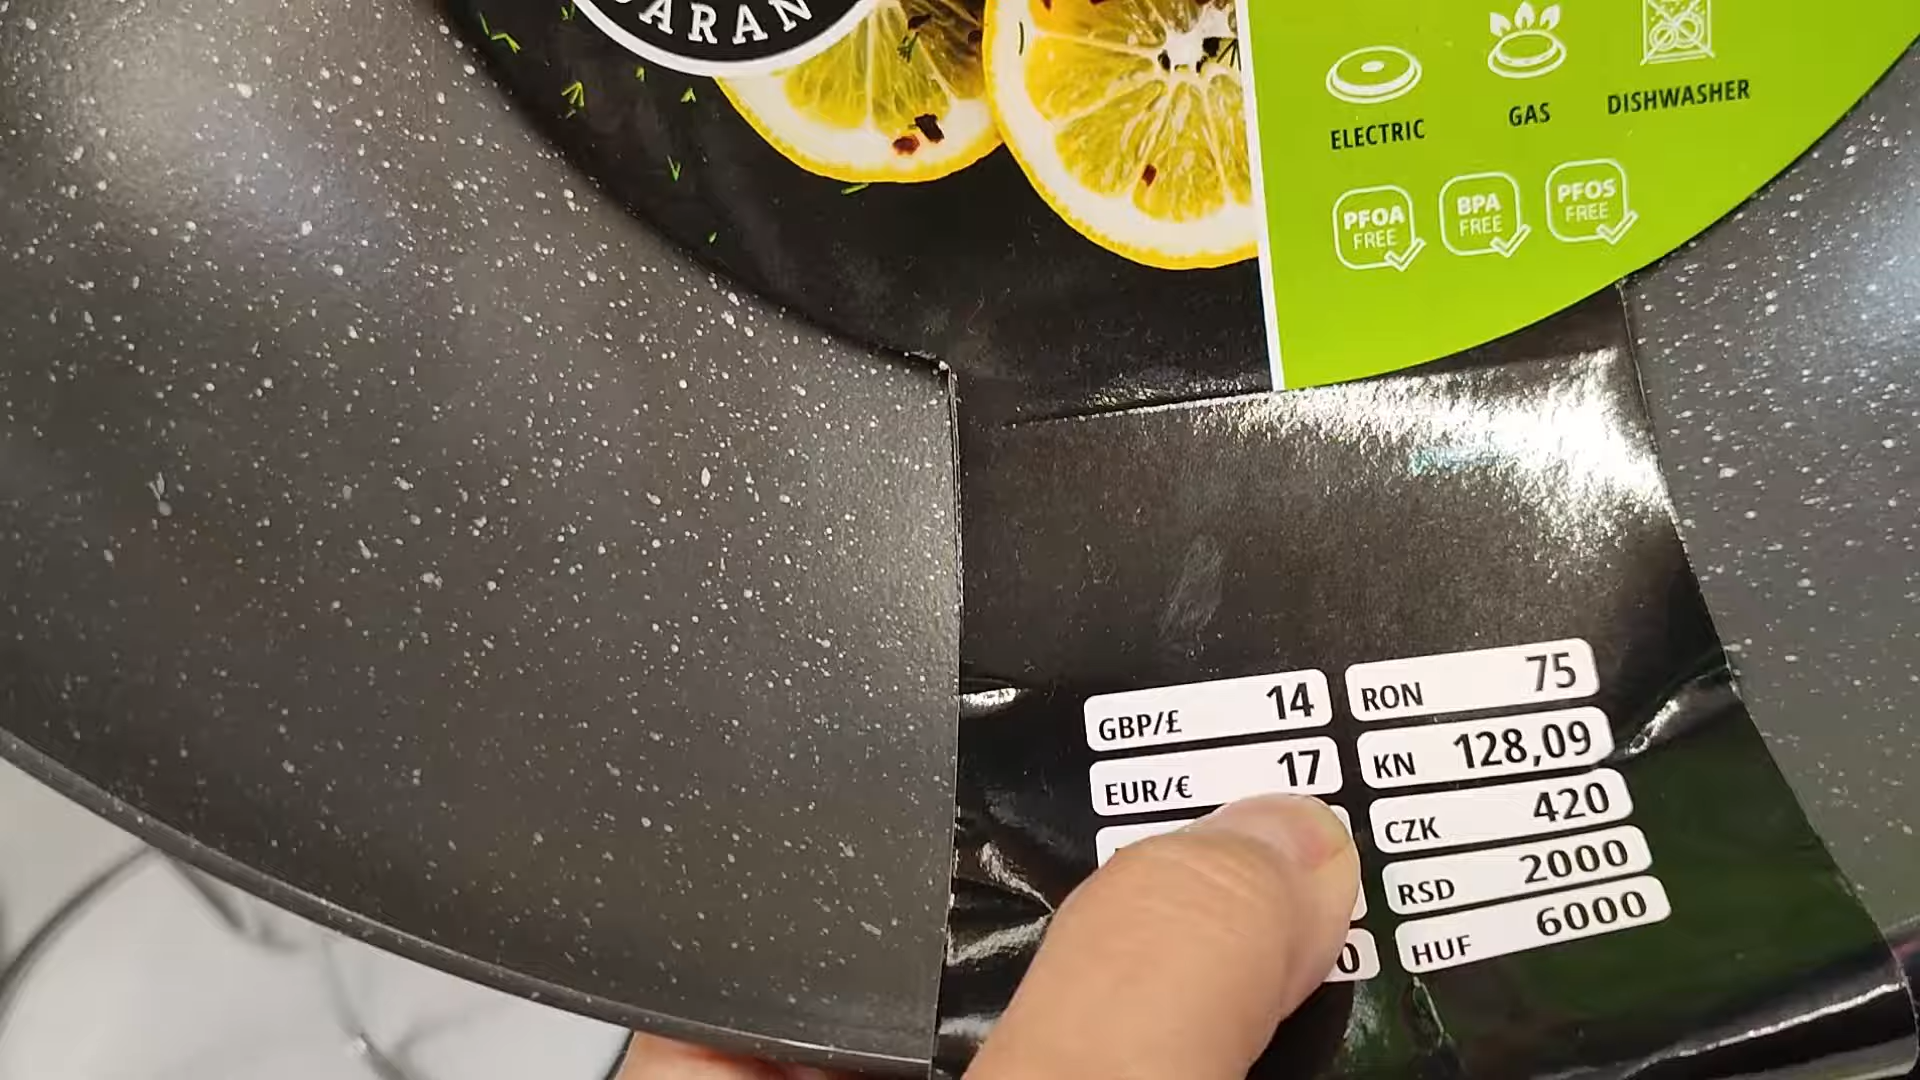 ELECTRIC
GAS
DISHWASHER
PFOA FREE
BPA FREE
PFOS FREE
GBP/£ 14
EUR/€ 17
RON 75
KN 128,09
CZK 420
RSD 2000
HUF 6000